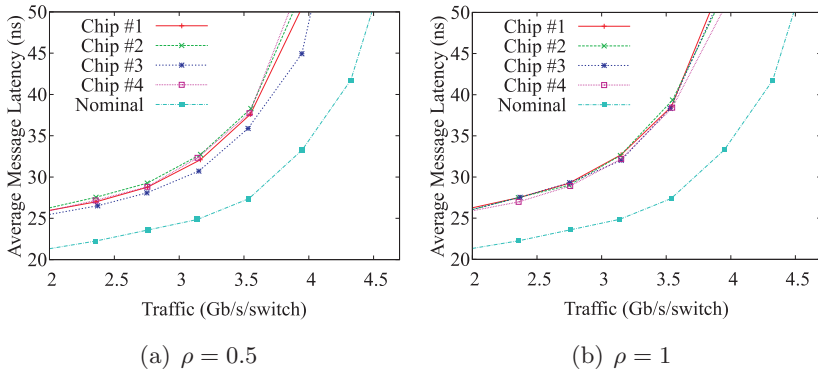 50
45
40
35
30
25
20
Average Message Latency (ns)
Chip #1
Chip #2
Chip #3
Chip #4
Nominal
2 2.5 3 3.5 4 4.5
Traffic (Gb/s/switch)
(a) ρ = 0.5
50
45
40
35
30
25
20
Average Message Latency (ns)
Chip #1
Chip #2
Chip #3
Chip #4
Nominal
2 2.5 3 3.5 4 4.5
Traffic (Gb/s/switch)
(b) ρ = 1